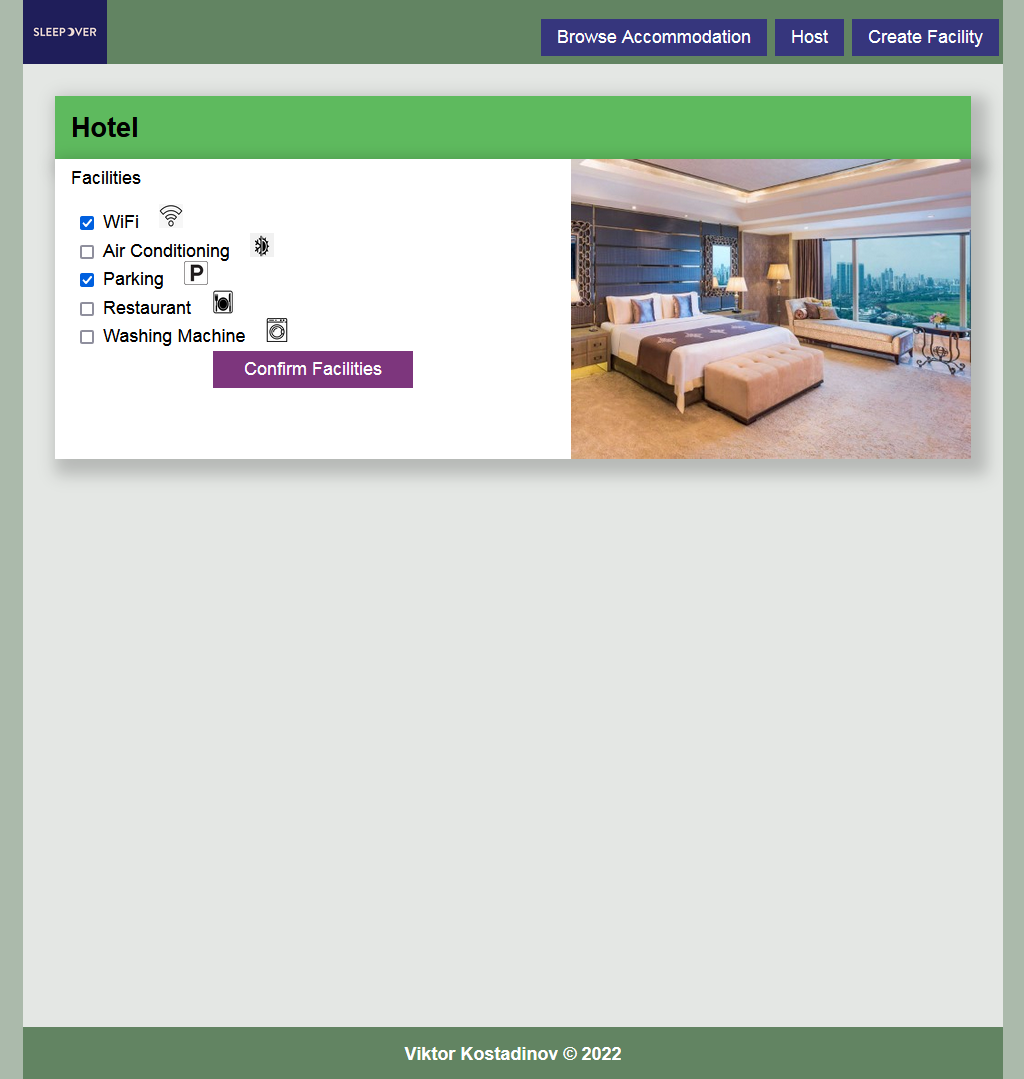 SLEEPOVER
Browse Accommodation
Host
Create Facility
Hotel
Facilities
WiFi
Air Conditioning
Parking P
Restaurant
Washing Machine
Confirm Facilities
Viktor Kostadinov © 2022